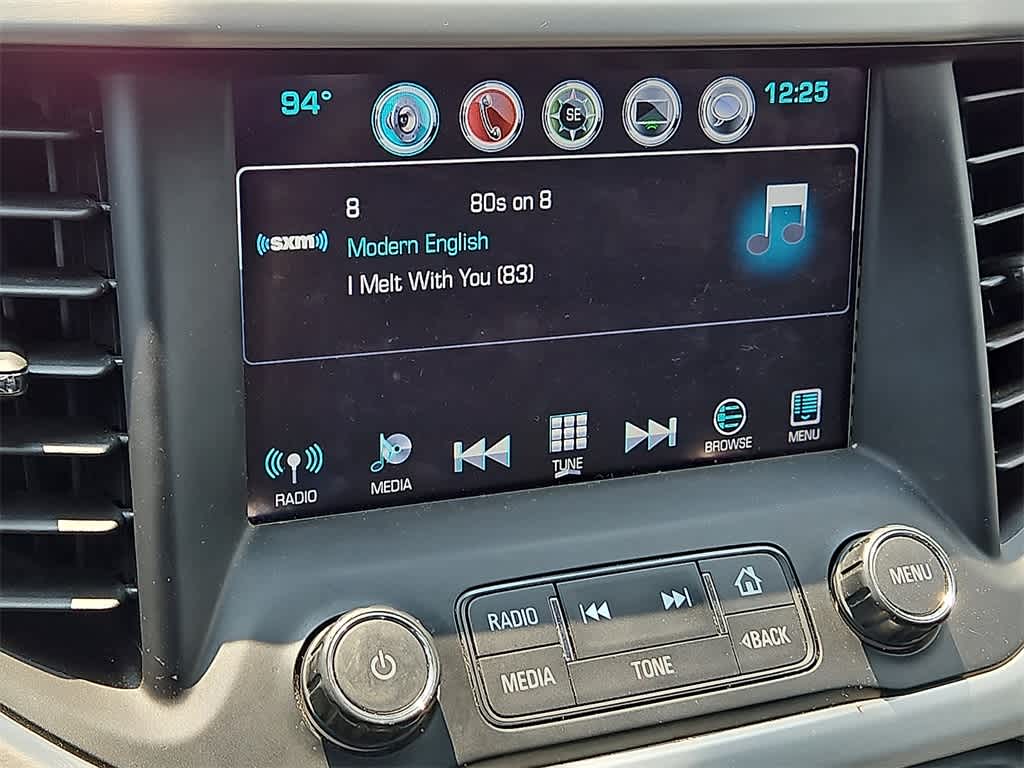 94° SE 12:25
8 80s on 8
((sxm))
Modern English
I Melt With You (83)
RADIO MEDIA TUNE BROWSE MENU
RADIO
MEDIA TONE BACK
MENU